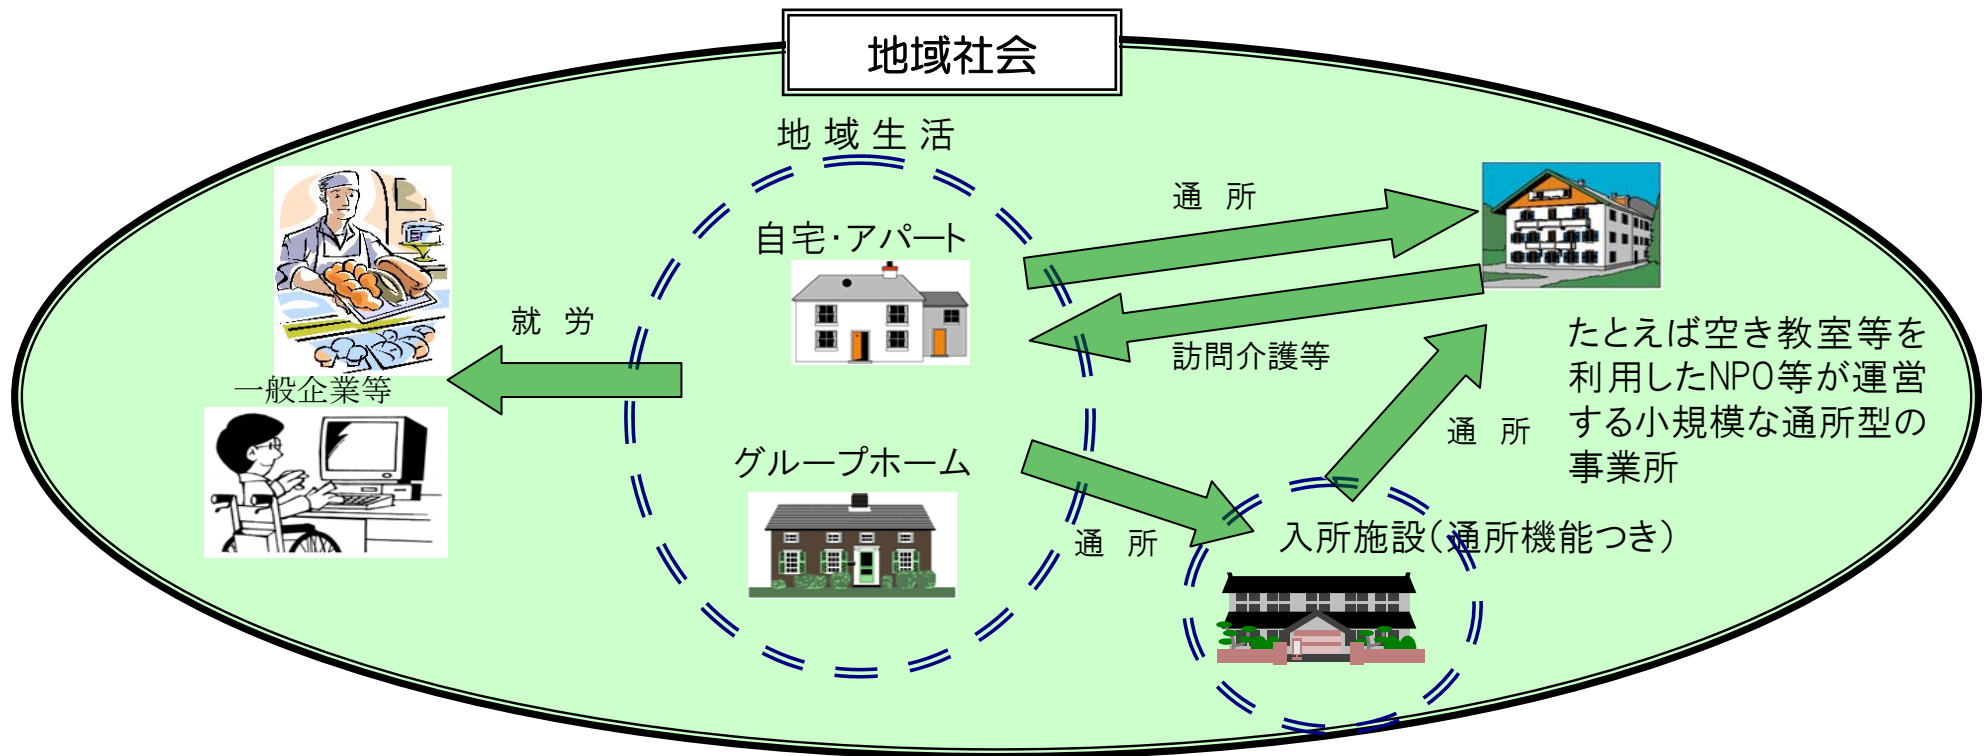 地域社会
地 域 生 活
自宅・アパート
通 所
就 労
訪問介護等
一般企業等
たとえば空き教室等を
利用したNPO等が運営
する小規模な通所型の
事業所
通 所
グループホーム
通 所
入所施設（通所機能つき）